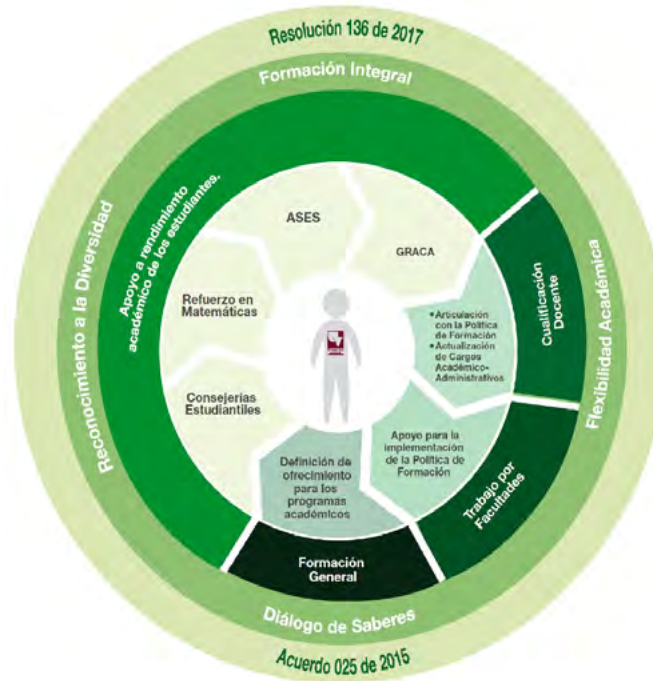 Resolución 136 de 2017
Formación Integral
Reconocimiento a la Diversidad
Flexibilidad Académica
Diálogo de Saberes
Acuerdo 025 de 2015
Apoyo a rendimiento
académico de los estudiantes.
ASES
GRACA
Refuerzo en
Matemáticas
Consejerías
Estudiantiles
• Articulación
con la Política
de Formación
• Actualización
de Cargos
Académico-
Administrativos
Cualificación
Docente
Apoyo para la
implementación
de la Política de
Formación
Trabajo por
Facultades
Definición de
ofrecimiento
para los
programas
académicos
Formación
General